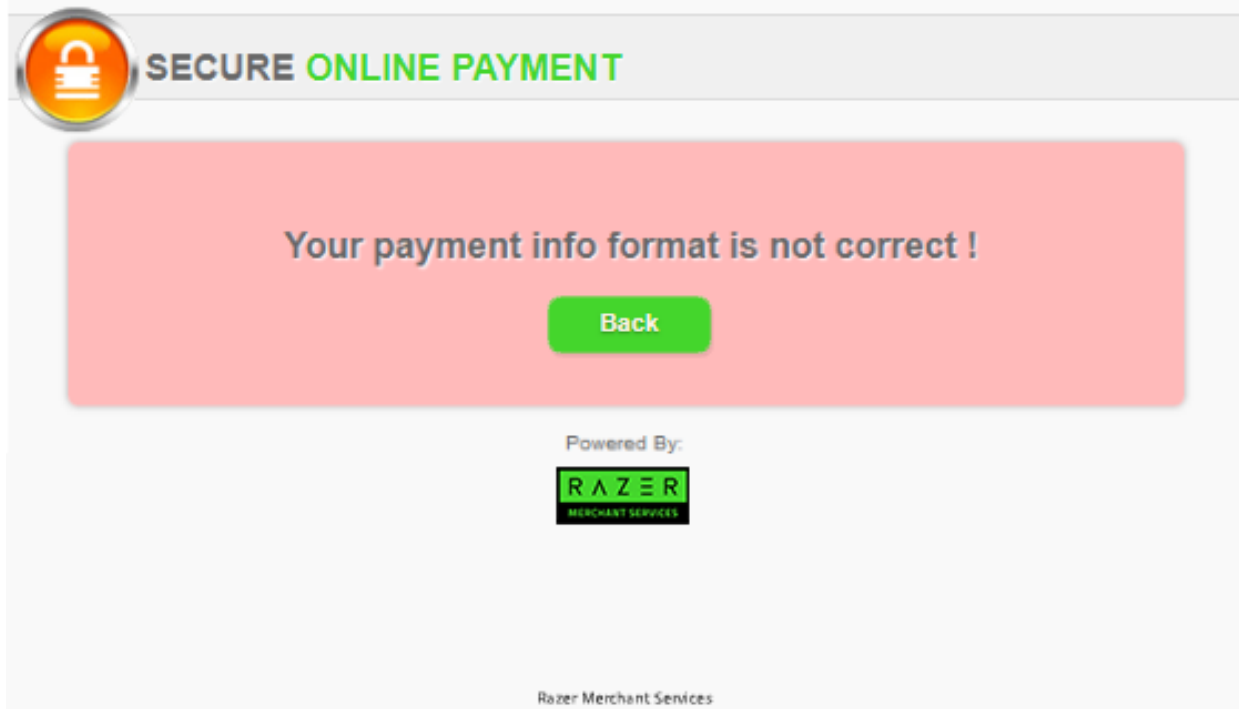 SECURE ONLINE PAYMENT
Your payment info format is not correct !
Back
Powered By:
RAZER
MERCHANT SERVICES
Razer Merchant Services